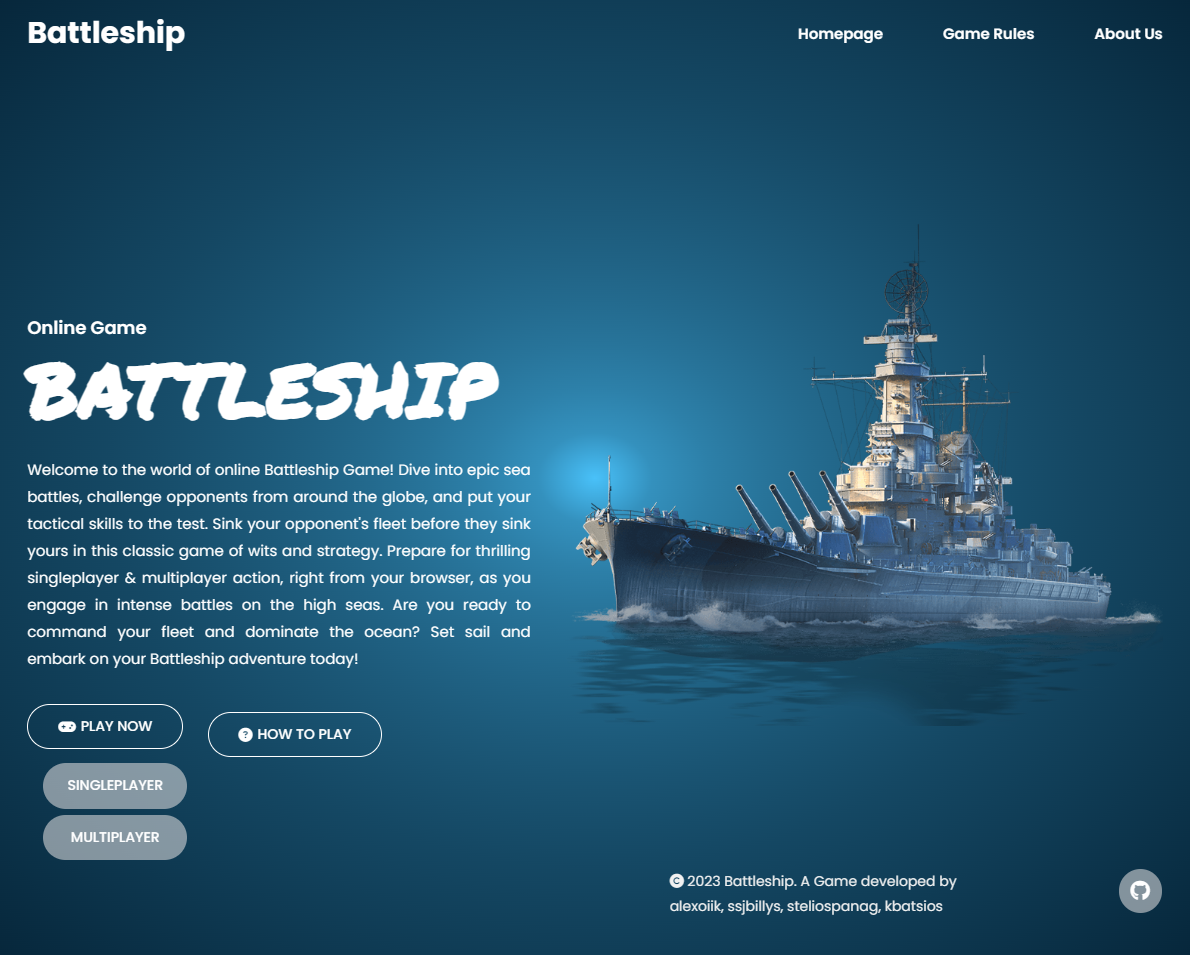 Battleship
Homepage
Game Rules
About Us
Online Game
BATTLESHIP
Welcome to the world of online Battleship Game! Dive into epic sea
battles, challenge opponents from around the globe, and put your
tactical skills to the test. Sink your opponent's fleet before they sink
yours in this classic game of wits and strategy. Prepare for thrilling
singleplayer & multiplayer action, right from your browser, as you
engage in intense battles on the high seas. Are you ready to
command your fleet and dominate the ocean? Set sail and
embark on your Battleship adventure today!
PLAY NOW
HOW TO PLAY
SINGLEPLAYER
MULTIPLAYER
© 2023 Battleship. A Game developed by
alexoiik, ssjbillys, steliospanag, kbatsios